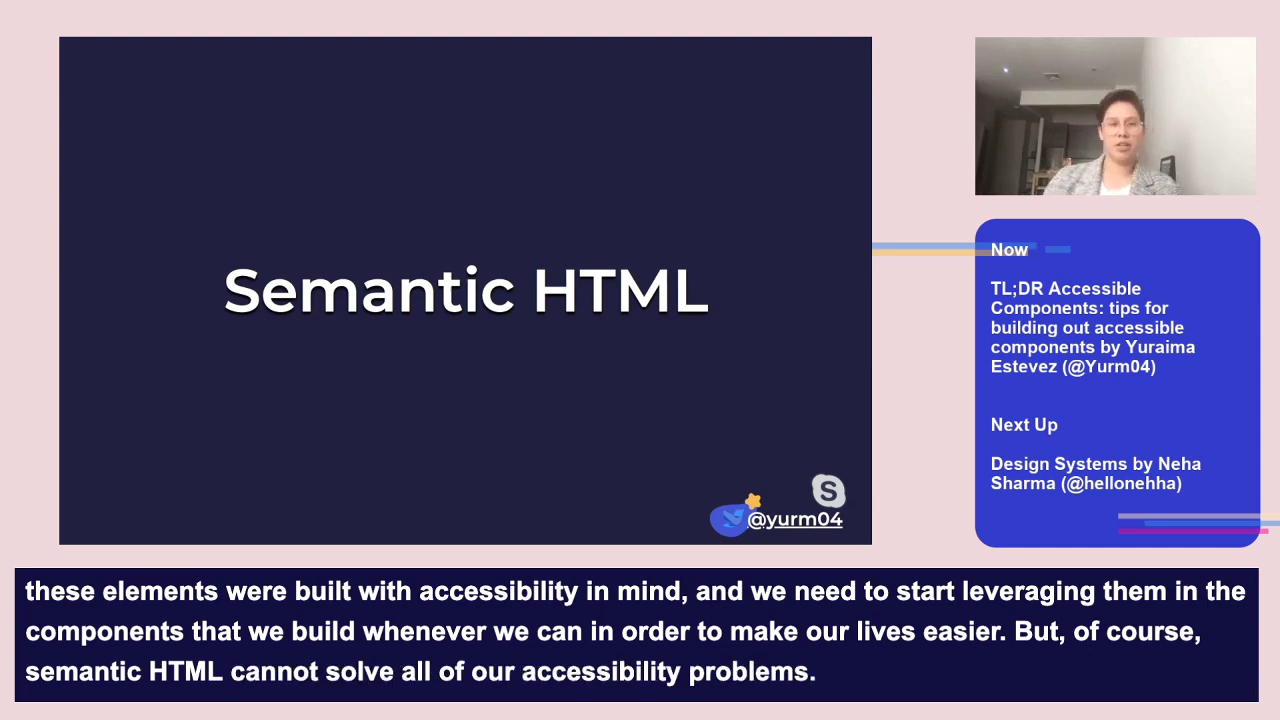 Semantic HTML
@yurm04
Now
TL;DR Accessible
Components: tips for
building out accessible
components by Yuraima
Estevez (@Yurm04)
Next Up
Design Systems by Neha
Sharma (@hellonehha)
these elements were built with accessibility in mind, and we need to start leveraging them in the
components that we build whenever we can in order to make our lives easier. But, of course,
semantic HTML cannot solve all of our accessibility problems.